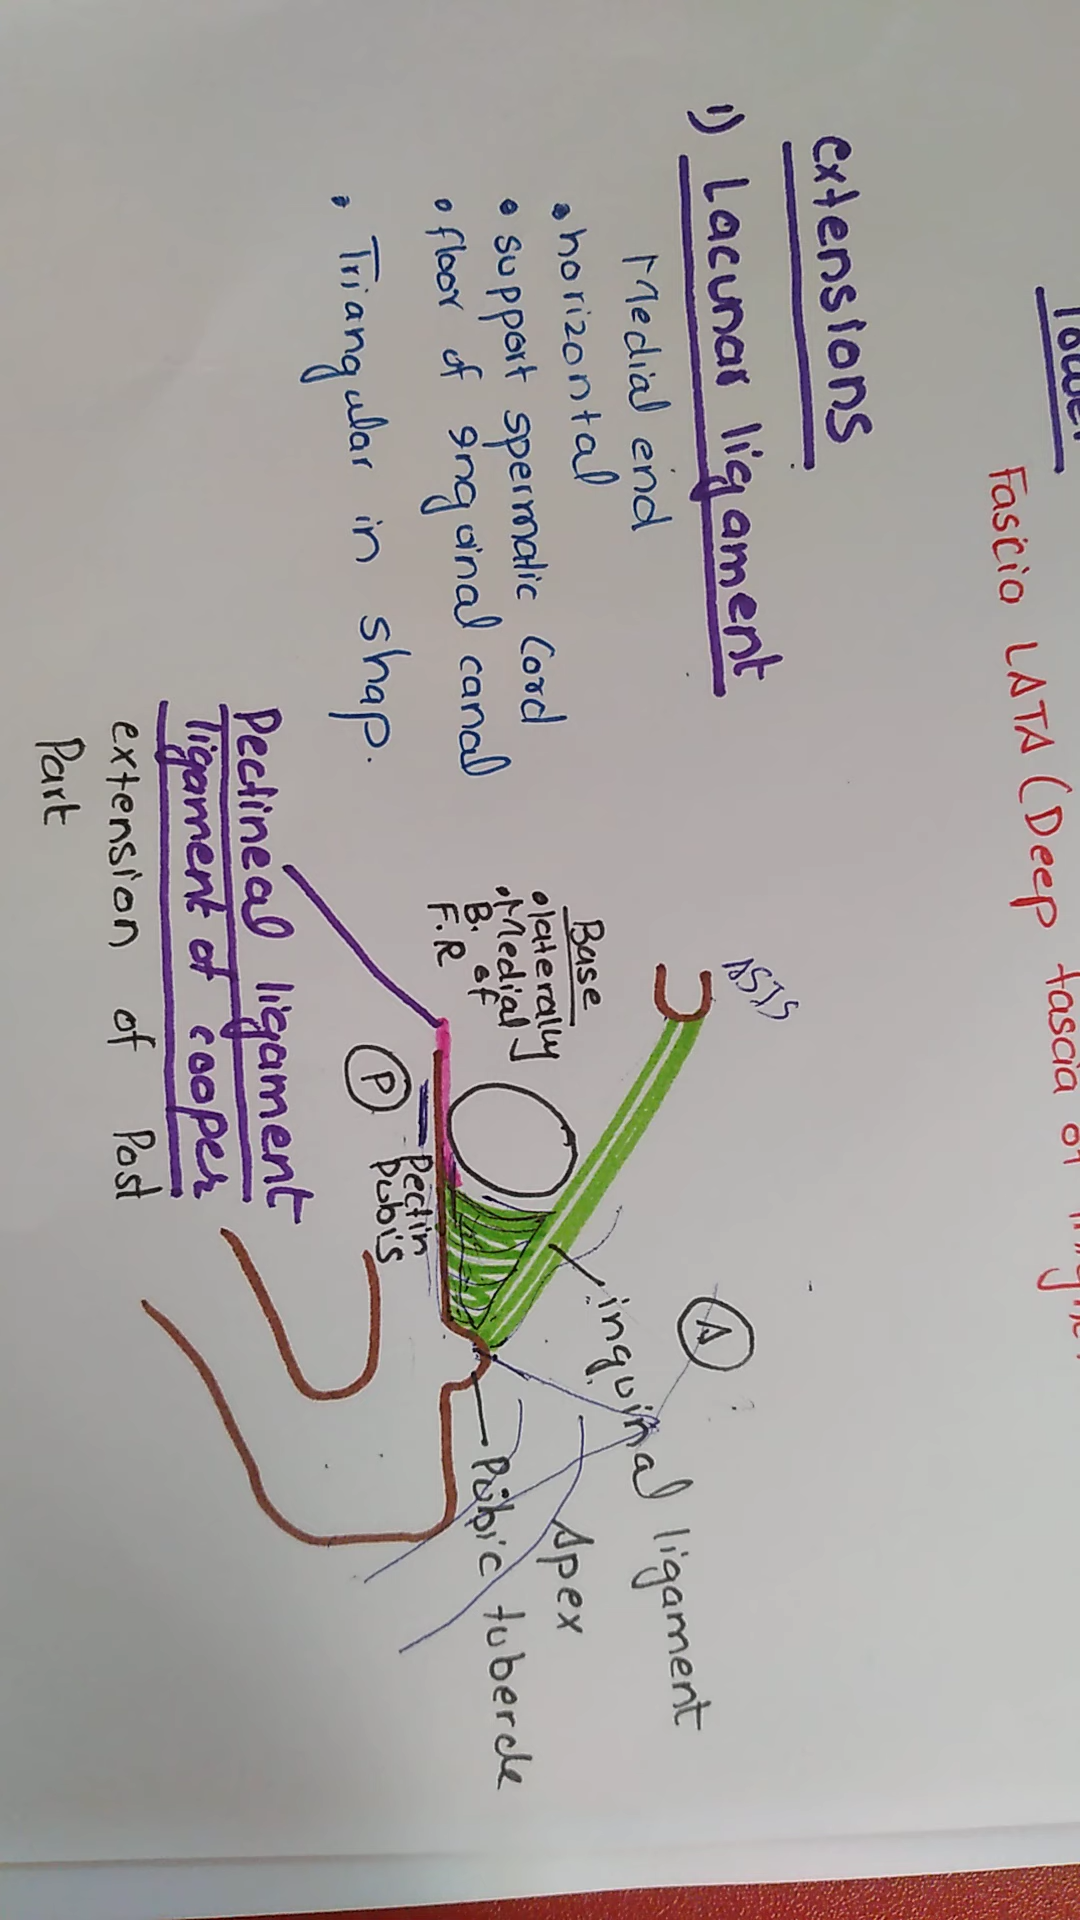 Fascia LATA (Deep fascia of
extensions
1) Lacunar ligament
Medial end
• horizontal
• support spermatic Cord
• floor of inguinal canal
• Triangular in shap.
ASIS
Base
• laterally
• Medial
B. of
F.R
A
inguinal ligament
Apex
Pubic tubercle
P
Pectin
Pubis
Pectineal ligament
ligament of cooper
extension of Post
Part